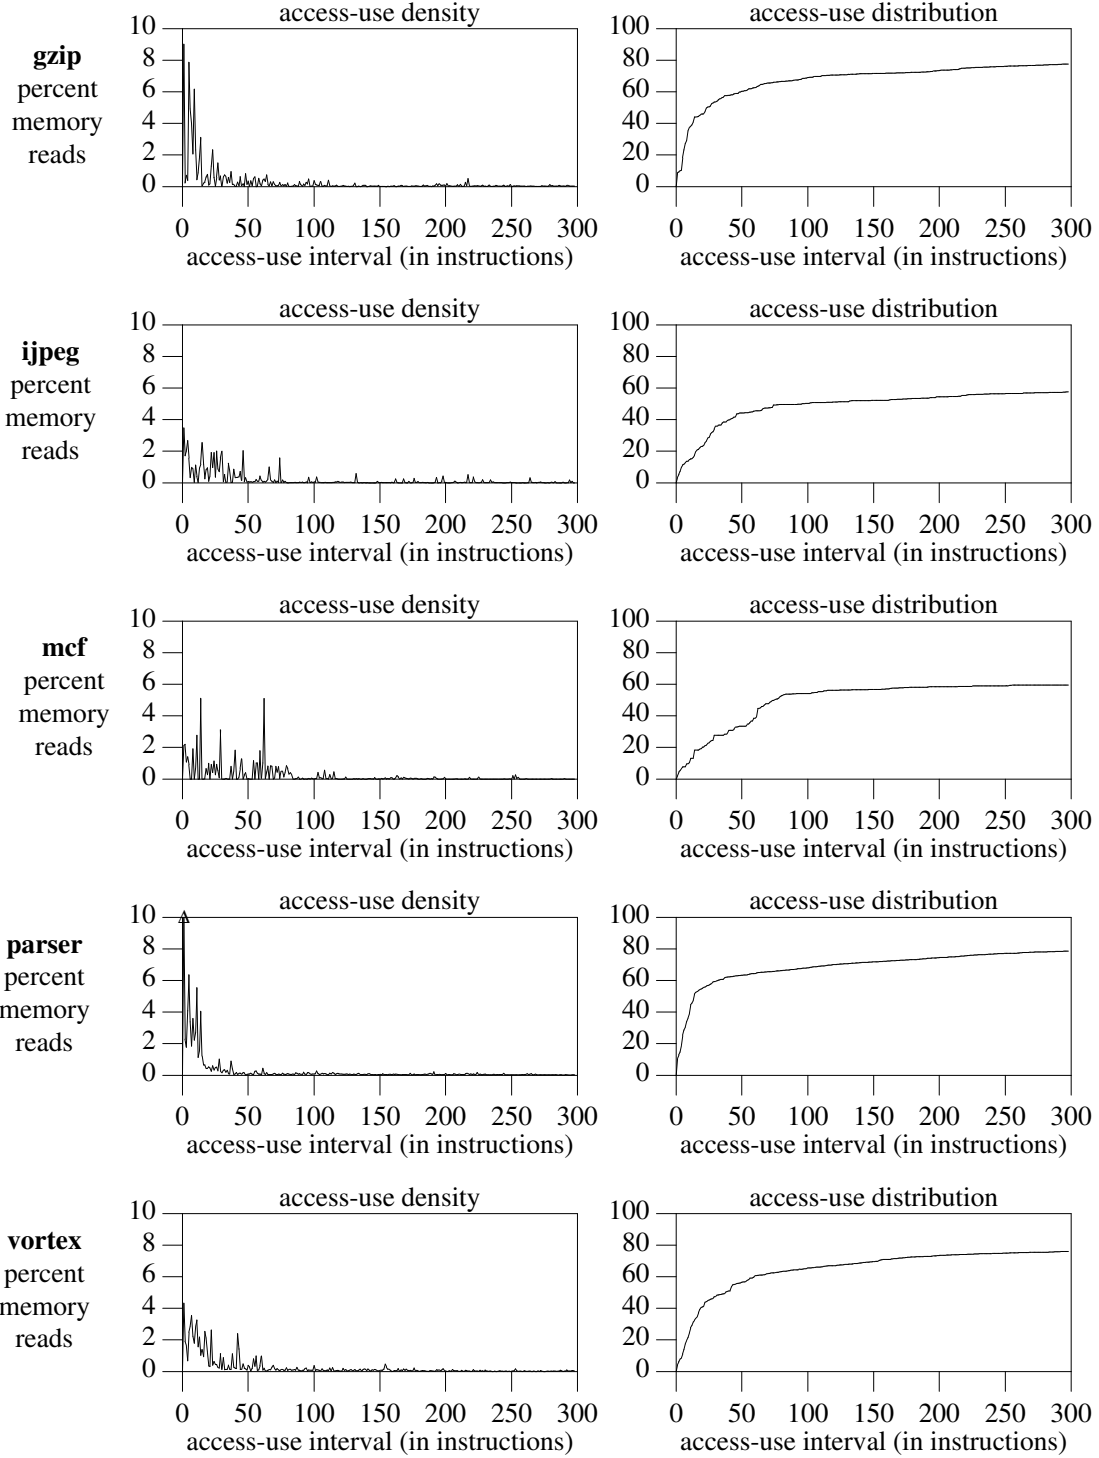 access-use density
access-use distribution
gzip
percent
memory
reads
10
8
6
4
2
0
100
80
60
40
20
0
0 50 100 150 200 250 300
0 50 100 150 200 250 300
access-use interval (in instructions)
access-use interval (in instructions)
access-use density
access-use distribution
ijpeg
percent
memory
reads
10
8
6
4
2
0
100
80
60
40
20
0
0 50 100 150 200 250 300
0 50 100 150 200 250 300
access-use interval (in instructions)
access-use interval (in instructions)
access-use density
access-use distribution
mcf
percent
memory
reads
10
8
6
4
2
0
100
80
60
40
20
0
0 50 100 150 200 250 300
0 50 100 150 200 250 300
access-use interval (in instructions)
access-use interval (in instructions)
access-use density
access-use distribution
parser
percent
memory
reads
10
8
6
4
2
0
100
80
60
40
20
0
0 50 100 150 200 250 300
0 50 100 150 200 250 300
access-use interval (in instructions)
access-use interval (in instructions)
access-use density
access-use distribution
vortex
percent
memory
reads
10
8
6
4
2
0
100
80
60
40
20
0
0 50 100 150 200 250 300
0 50 100 150 200 250 300
access-use interval (in instructions)
access-use interval (in instructions)